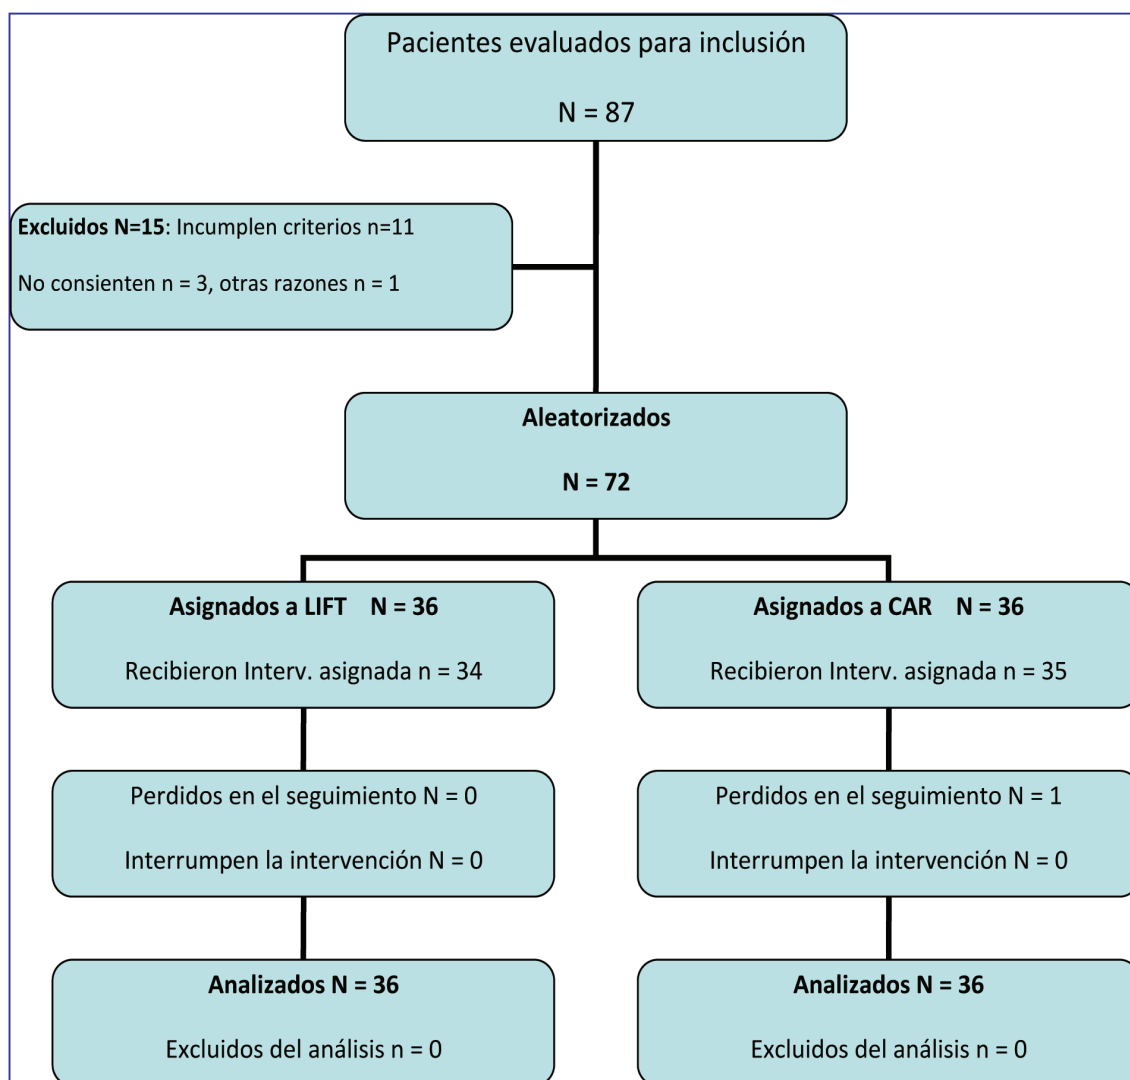 Pacientes evaluados para inclusión
N = 87
Excluidos N=15: Incumplen criterios n=11
No consienten n = 3, otras razones n = 1
Aleatorizados
N = 72
Asignados a LIFT N = 36
Recibieron Interv. asignada n = 34
Asignados a CAR N = 36
Recibieron Interv. asignada n = 35
Perdidos en el seguimiento N = 0
Interrumpen la intervención N = 0
Perdidos en el seguimiento N = 1
Interrumpen la intervención N = 0
Analizados N = 36
Excluidos del análisis n = 0
Analizados N = 36
Excluidos del análisis n = 0